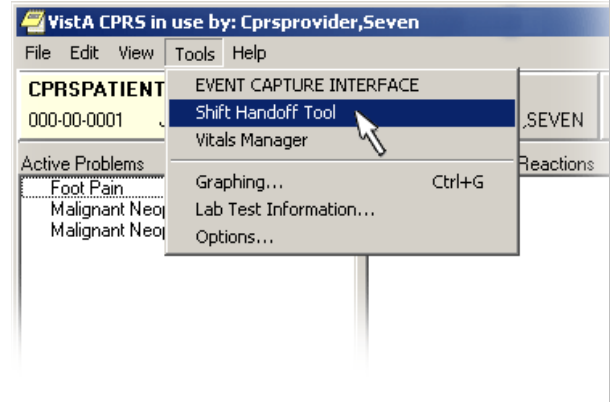 VistA CPRS in use by: Cprsprovider,Seven
File Edit View Tools Help
CPRSPATIENT
000-00-0001
,SEVEN
EVENT CAPTURE INTERFACE
Shift Handoff Tool
Vitals Manager
Graphing... Ctrl+G
Lab Test Information...
Options...
Active Problems
Reactions
Foot Pain
Malignant Neop
Malignant Neop